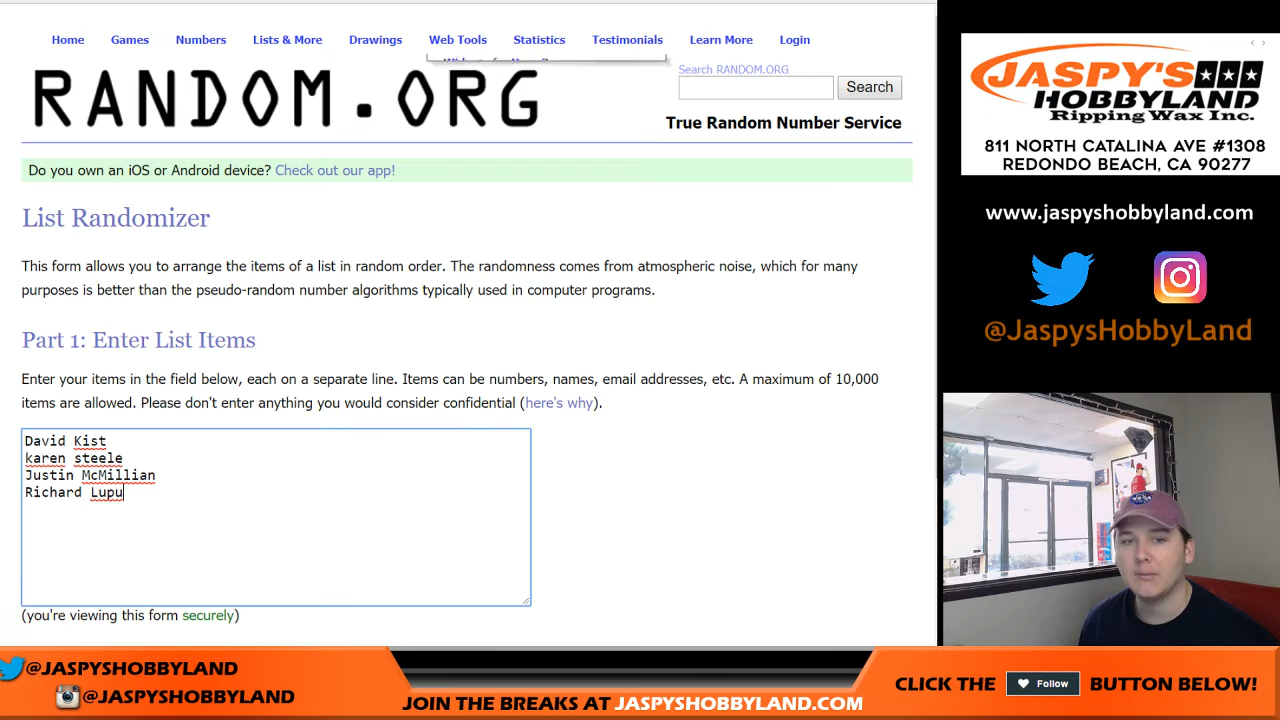 Home Games Numbers Lists & More Drawings Web Tools Statistics Testimonials Learn More Login
RANDOM.ORG
Search RANDOM.ORG
Search
True Random Number Service
Do you own an iOS or Android device? Check out our app!
List Randomizer
This form allows you to arrange the items of a list in random order. The randomness comes from atmospheric noise, which for many
purposes is better than the pseudo-random number algorithms typically used in computer programs.
Part 1: Enter List Items
Enter your items in the field below, each on a separate line. Items can be numbers, names, email addresses, etc. A maximum of 10,000
items are allowed. Please don't enter anything you would consider confidential (here's why).
David Kist
karen steele
Justin McMillian
Richard Lupu
(you're viewing this form securely)
JASPY'S
HOBBYLAND
Ripping Wax Inc.
811 NORTH CATALINA AVE #1308
REDONDO BEACH, CA 90277
www.jaspyshobbyland.com
@JaspysHobbyLand
@JASPYSHOBBYLAND
@JASPYSHOBBYLAND
JOIN THE BREAKS AT JASPYSHOBBYLAND.COM
CLICK THE Follow BUTTON BELOW!